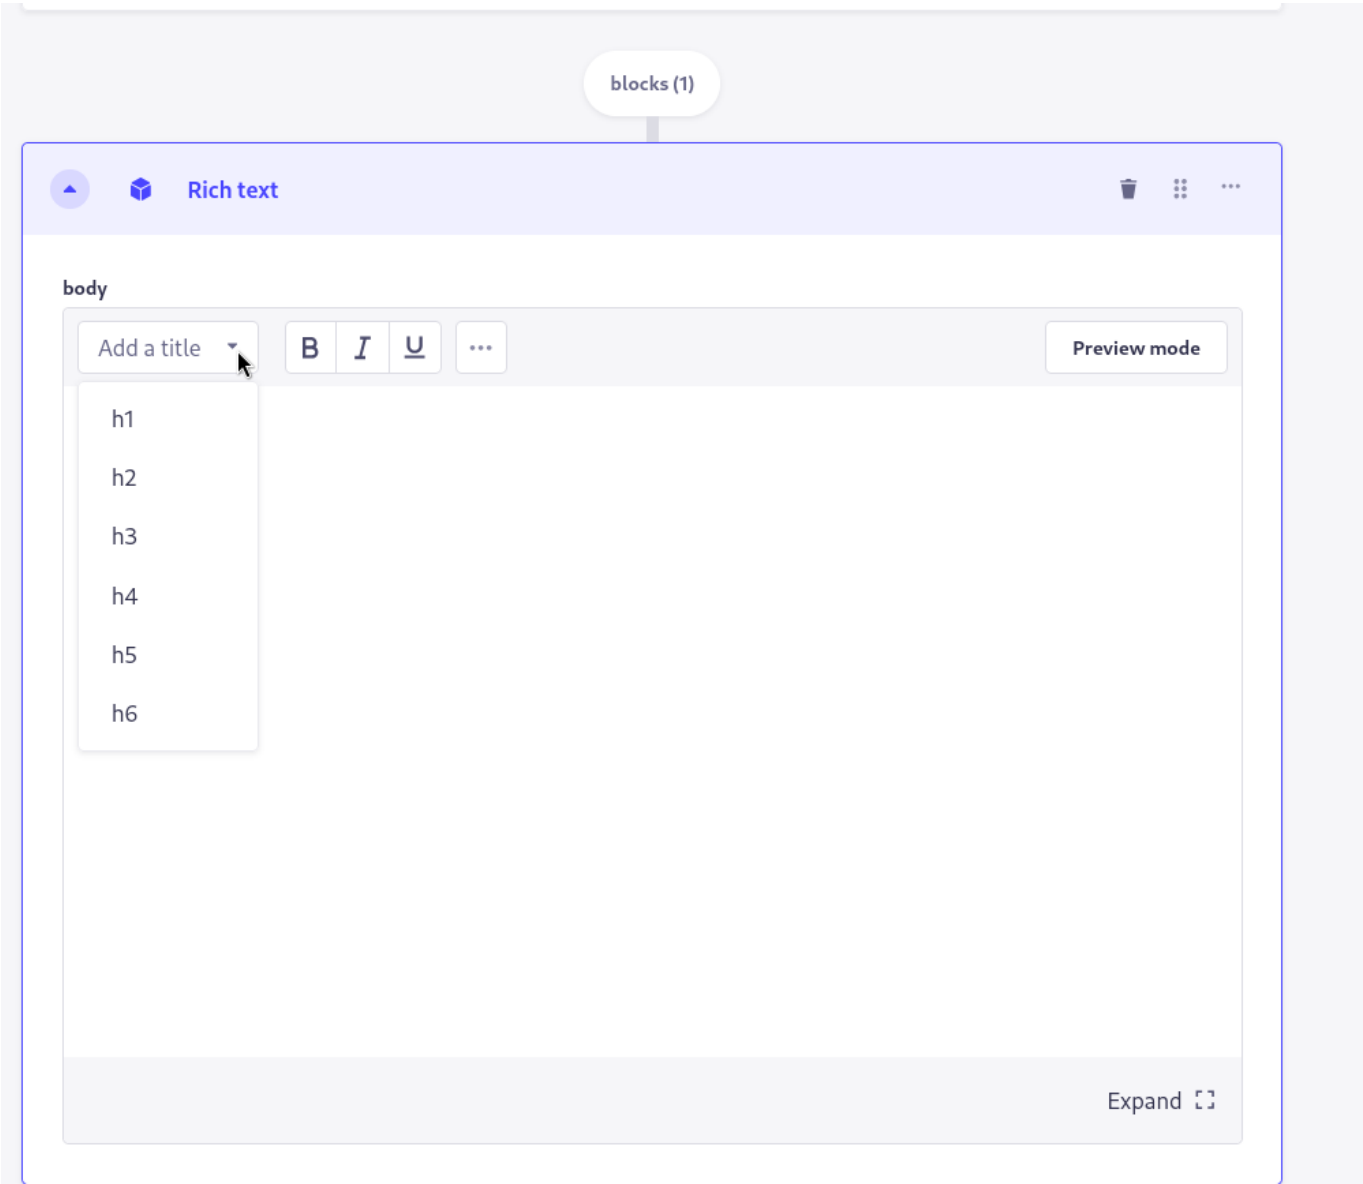 blocks (1)
Rich text
body
Add a title
B I U
Preview mode
h1
h2
h3
h4
h5
h6
Expand